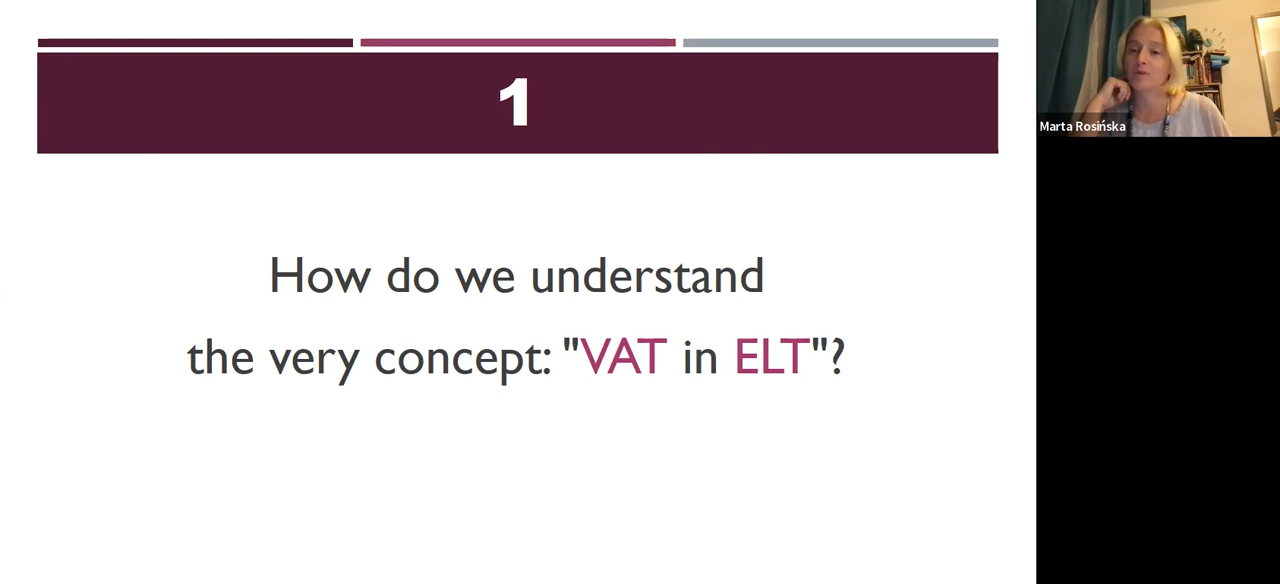 1
How do we understand
the very concept: "VAT in ELT"?
Marta Rosińska